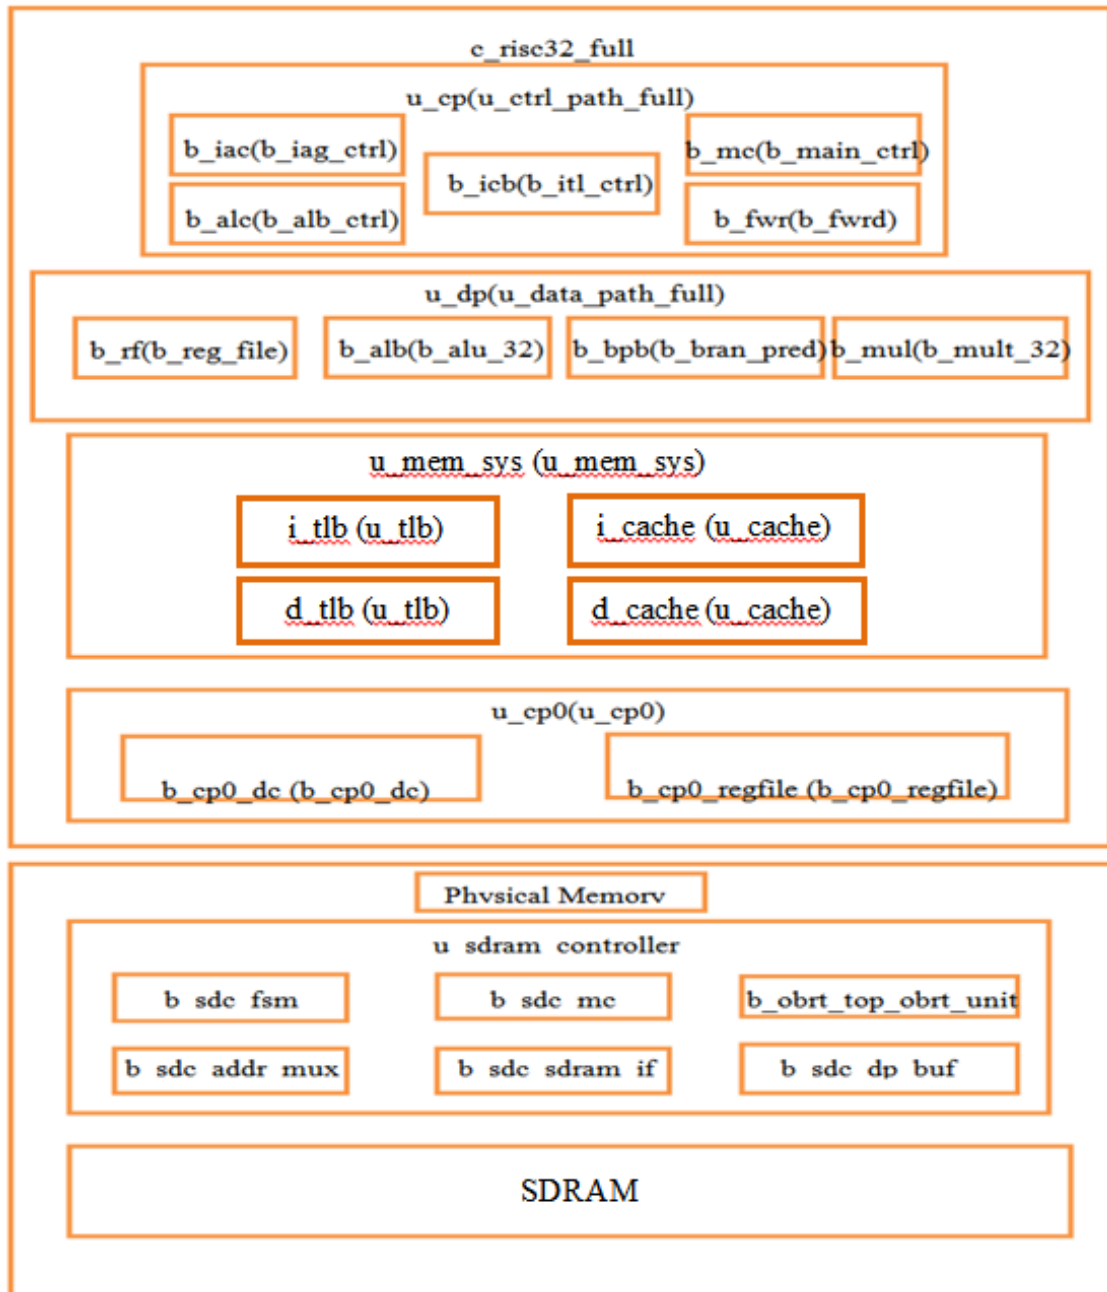 c_risc32_full
u_cp(u_ctrl_path_full)
b_iac(b_iag_ctrl)
b_mc(b_main_ctrl)
b_icb(b_itl_ctrl)
b_alc(b_alb_ctrl)
b_fwr(b_fwrd)
u_dp(u_data_path_full)
b_rf(b_reg_file)
b_alb(b_alu_32)
b_bpb(b_bran_pred)
b_mul(b_mult_32)
u_mem_sys (u_mem_sys)
i_tlb (u_tlb)
i_cache (u_cache)
d_tlb (u_tlb)
d_cache (u_cache)
u_cp0(u_cp0)
b_cp0_dc (b_cp0_dc)
b_cp0_regfile (b_cp0_regfile)
Physical Memory
u sdram controller
b sdc fsm
b sdc mc
b_obrt_top_obrt_unit
b sdc addr mux
b sdc sdram if
b sdc dp buf
SDRAM